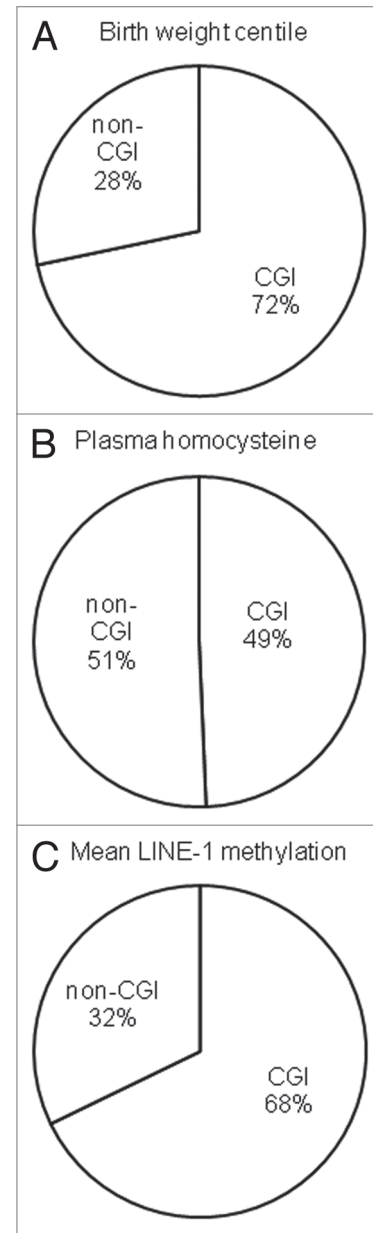 A Birth weight centile
non-
CGI
28%
CGI
72%
B Plasma homocysteine
non-
CGI
51%
CGI
49%
C Mean LINE-1 methylation
non-CGI
32%
CGI
68%